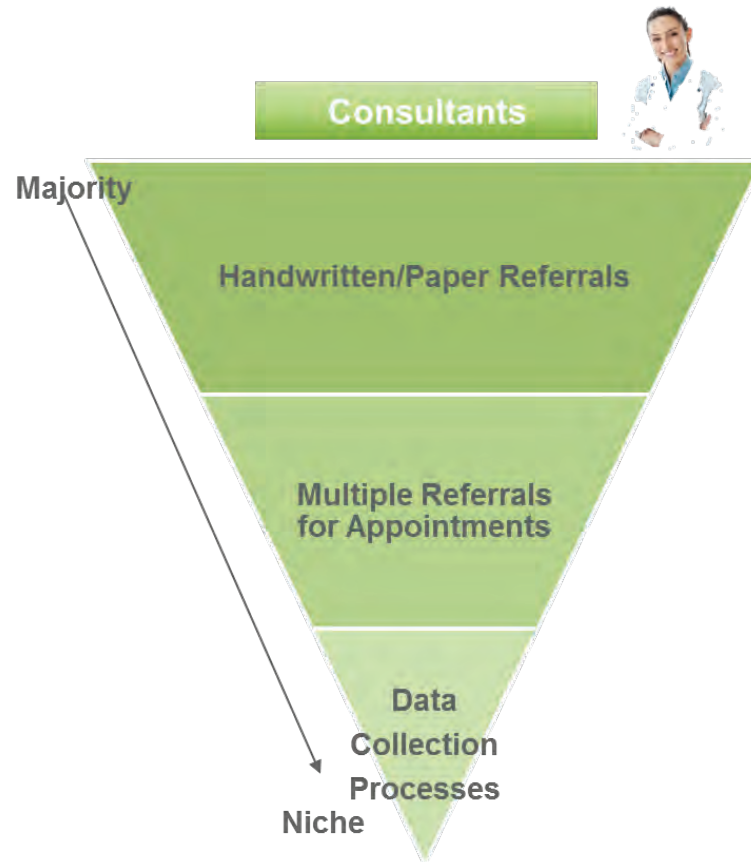 Consultants
Majority
Handwritten/Paper Referrals
Multiple Referrals
for Appointments
Data
Collection
Processes
Niche